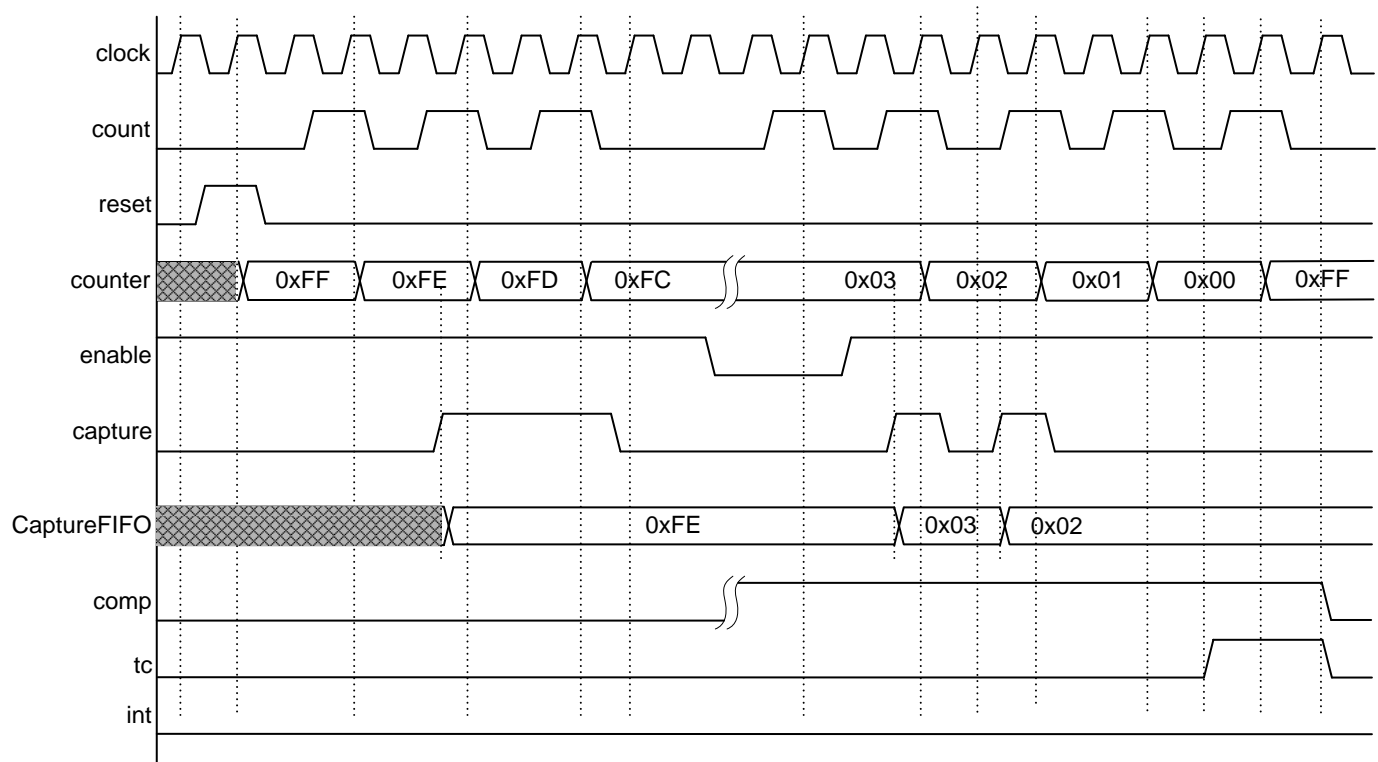 clock
count
reset
counter 0xFF 0xFE 0xFD 0xFC 0x03 0x02 0x01 0x00 0xFF
enable
capture
CaptureFIFO 0xFE 0x03 0x02
comp
tc
int